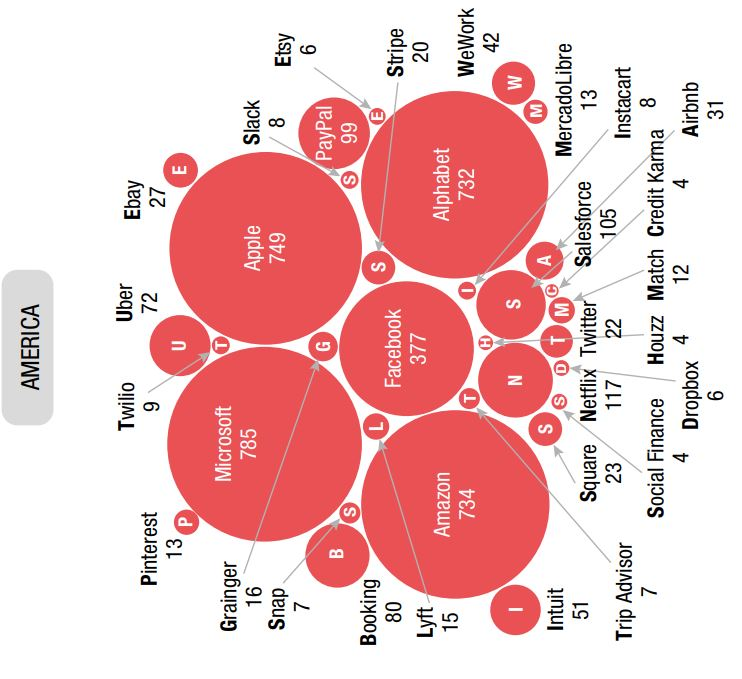 AMERICA
Pinterest
13
Twilio
9
Uber
72
Ebay
27
Slack
8
Etsy
6
Stripe
20
WeWork
42
Grainger
16
Snap
7
Booking
80
Lyft
15
P
U
T
E
Microsoft
785
Apple
749
PayPal
99
E
S
B
S
G
S
L
Facebook
377
Amazon
734
Alphabet
732
W
M
MercadoLibre
13
Instacart
8
Airbnb
31
Salesforce
105
Credit Karma
4
Match
12
Twitter
22
Houzz
4
Netflix
117
Dropbox
6
Square
23
Social Finance
4
Trip Advisor
7
Intuit
51
I
T
N
H
S
I
A
C
M
T
D
S
S